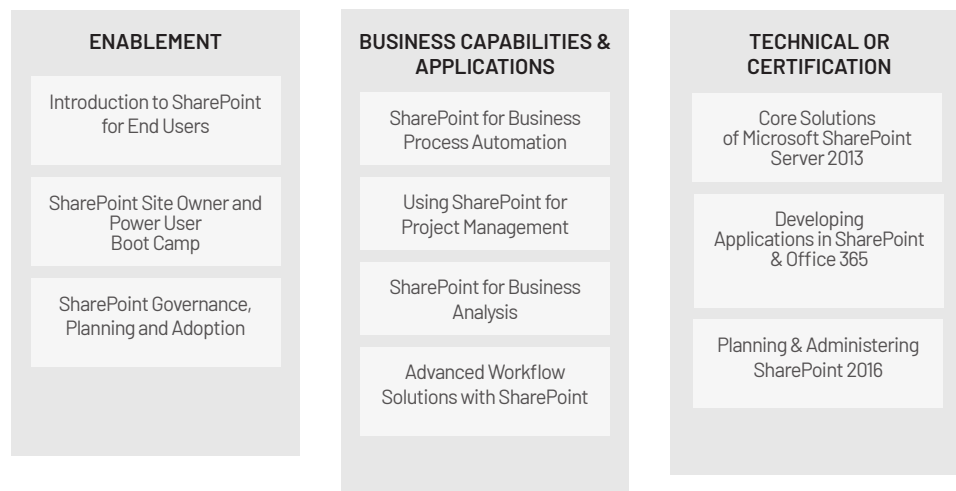 ENABLEMENT
Introduction to SharePoint
for End Users
SharePoint Site Owner and
Power User
Boot Camp
SharePoint Governance,
Planning and Adoption
BUSINESS CAPABILITIES &
APPLICATIONS
SharePoint for Business
Process Automation
Using SharePoint for
Project Management
SharePoint for Business
Analysis
Advanced Workflow
Solutions with SharePoint
TECHNICAL OR
CERTIFICATION
Core Solutions
of Microsoft SharePoint
Server 2013
Developing
Applications in SharePoint
& Office 365
Planning & Administering
SharePoint 2016